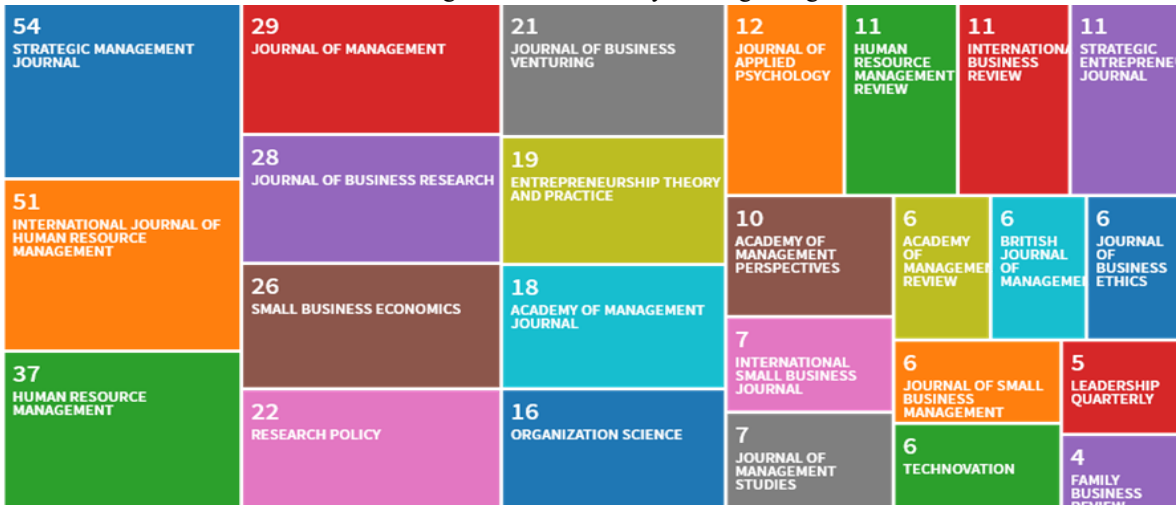 54
STRATEGIC MANAGEMENT
JOURNAL
51
INTERNATIONAL JOURNAL OF
HUMAN RESOURCE
MANAGEMENT
37
HUMAN RESOURCE
MANAGEMENT
29
JOURNAL OF MANAGEMENT
28
JOURNAL OF BUSINESS RESEARCH
26
SMALL BUSINESS ECONOMICS
22
RESEARCH POLICY
21
JOURNAL OF BUSINESS
VENTURING
19
ENTREPRENEURSHIP THEORY
AND PRACTICE
18
ACADEMY OF MANAGEMENT
JOURNAL
16
ORGANIZATION SCIENCE
12
JOURNAL OF
APPLIED
PSYCHOLOGY
11
HUMAN
RESOURCE
MANAGEMENT
REVIEW
11
INTERNATIONA
BUSINESS
REVIEW
11
STRATEGIC
ENTREPRENEU
JOURNAL
10
ACADEMY OF
MANAGEMENT
PERSPECTIVES
6
ACADEMY
OF
MANAGEMEN
REVIEW
6
BRITISH
JOURNAL
OF
MANAGEMEN
6
JOURNAL
OF
BUSINESS
ETHICS
7
INTERNATIONAL
SMALL BUSINESS
JOURNAL
7
JOURNAL OF
MANAGEMENT
STUDIES
6
JOURNAL OF SMALL
BUSINESS
MANAGEMENT
6
TECHNOVATION
5
LEADERSHIP
QUARTERLY
4
FAMILY
BUSINESS
REVIEW